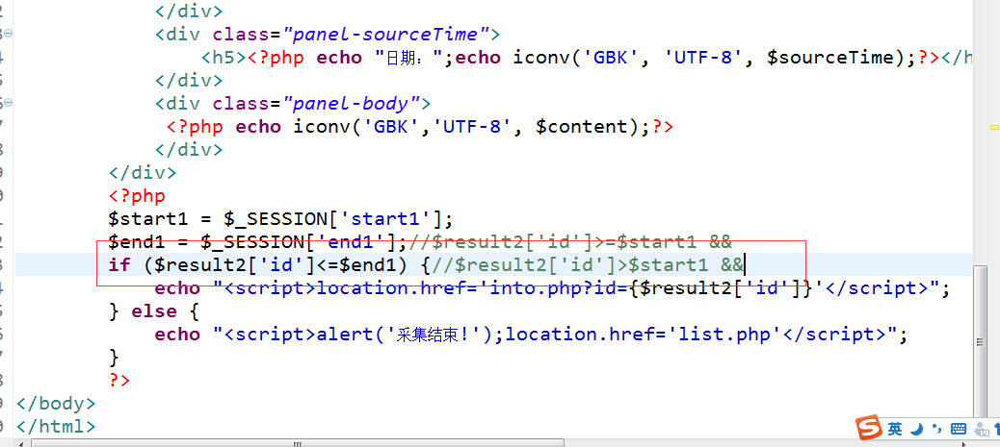 </div>
<div class="panel-sourceTime">
<h5><?php echo "日期：";echo iconv('GBK', 'UTF-8', $sourceTime);?></h
</div>
<div class="panel-body">
<?php echo iconv('GBK','UTF-8', $content);?>
</div>
</div>
<?php
$start1 = $_SESSION['start1'];
$end1 = $_SESSION['end1'];//$result2['id']>=$start1 &&
if ($result2['id']<=$end1) {//$result2['id']>$start1 &&
echo "<script>location.href='into.php?id={$result2['id']}'</script>";
} else {
echo "<script>alert('采集结束!');location.href='list.php'</script>";
}
?>
</body>
</html>
S 英